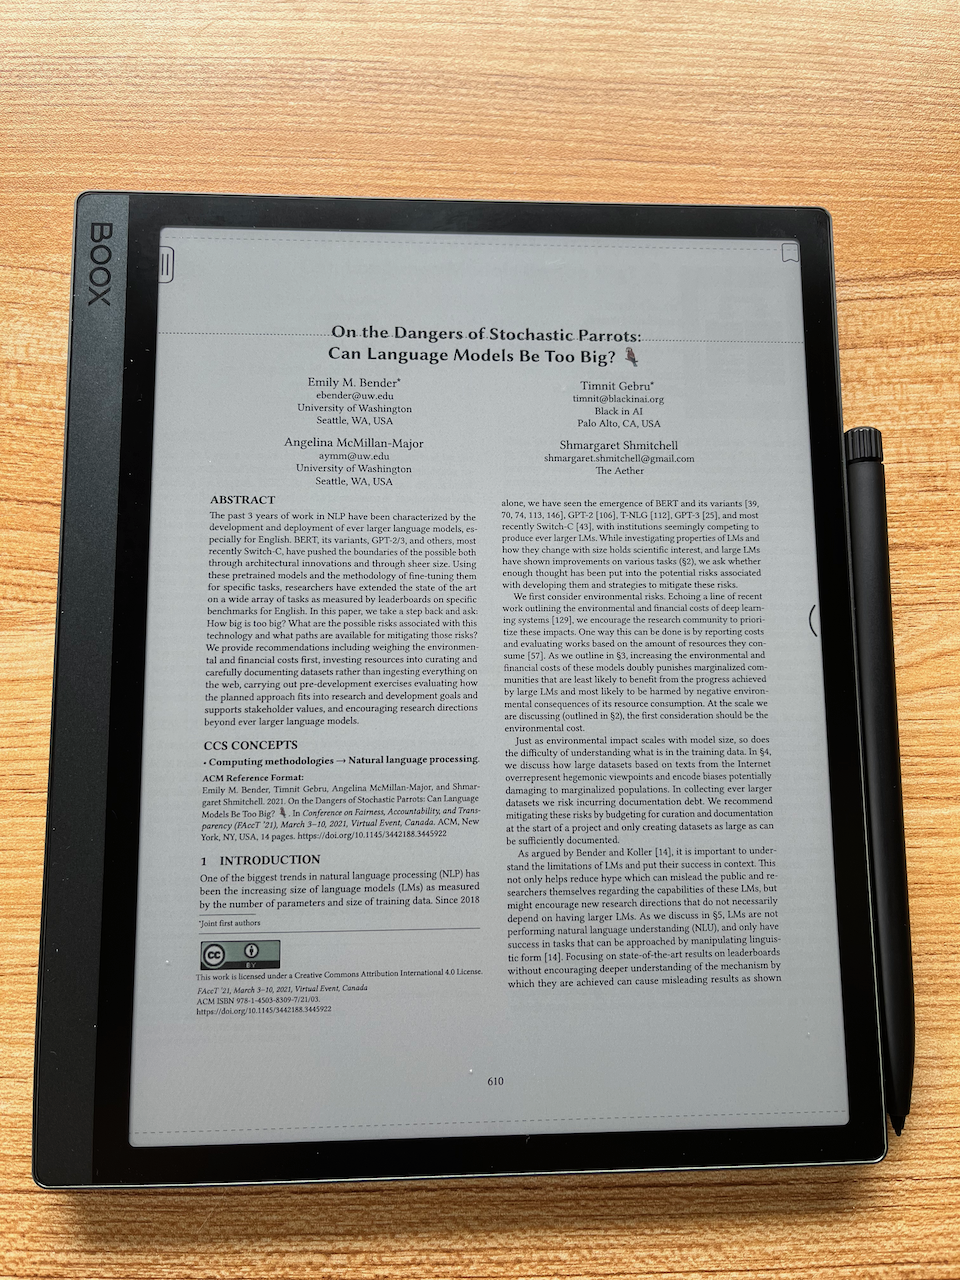 BOOX
On the Dangers of Stochastic Parrots:
Can Language Models Be Too Big? 🦜
Emily M. Bender*
ebender@uw.edu
University of Washington
Seattle, WA, USA
Timnit Gebru*
timnit@blackinai.org
Black in AI
Palo Alto, CA, USA
Angelina McMillan-Major
aymm@uw.edu
University of Washington
Seattle, WA, USA
Shmargaret Shmitchell
shmargaret.shmitchell@gmail.com
The Aether
ABSTRACT
The past 3 years of work in NLP have been characterized by the
development and deployment of ever larger language models, es-
pecially for English. BERT, its variants, GPT-2/3, and others, most
recently Switch-C, have pushed the boundaries of the possible both
through architectural innovations and through sheer size. Using
these pretrained models and the methodology of fine-tuning them
for specific tasks, researchers have extended the state of the art
on a wide array of tasks as measured by leaderboards on specific
benchmarks for English. In this paper, we take a step back and ask:
How big is too big? What are the possible risks associated with this
technology and what paths are available for mitigating those risks?
We provide recommendations including weighing the environmen-
tal and financial costs first, investing resources into curating and
carefully documenting datasets rather than ingesting everything on
the web, carrying out pre-development exercises evaluating how
the planned approach fits into research and development goals and
supports stakeholder values, and encouraging research directions
beyond ever larger language models.
CCS CONCEPTS
• Computing methodologies → Natural language processing.
ACM Reference Format:
Emily M. Bender, Timnit Gebru, Angelina McMillan-Major, and Shmar-
garet Shmitchell. 2021. On the Dangers of Stochastic Parrots: Can Language
Models Be Too Big? 🦜. In Conference on Fairness, Accountability, and Trans-
parency (FAccT '21), March 3–10, 2021, Virtual Event, Canada. ACM, New
York, NY, USA, 14 pages. https://doi.org/10.1145/3442188.3445922
1 INTRODUCTION
One of the biggest trends in natural language processing (NLP) has
been the increasing size of language models (LMs) as measured
by the number of parameters and size of training data. Since 2018
*Joint first authors
cc BY
This work is licensed under a Creative Commons Attribution International 4.0 License.
FAccT '21, March 3–10, 2021, Virtual Event, Canada
ACM ISBN 978-1-4503-8309-7/21/03.
https://doi.org/10.1145/3442188.3445922
alone, we have seen the emergence of BERT and its variants [39,
70, 74, 113, 146], GPT-2 [106], T-NLG [112], GPT-3 [25], and most
recently Switch-C [43], with institutions seemingly competing to
produce ever larger LMs. While investigating properties of LMs and
how they change with size holds scientific interest, and large LMs
have shown improvements on various tasks (§2), we ask whether
enough thought has been put into the potential risks associated
with developing them and strategies to mitigate these risks.
We first consider environmental risks. Echoing a line of recent
work outlining the environmental and financial costs of deep learn-
ing systems [129], we encourage the research community to priori-
tize these impacts. One way this can be done is by reporting costs
and evaluating works based on the amount of resources they con-
sume [57]. As we outline in §3, increasing the environmental and
financial costs of these models doubly punishes marginalized com-
munities that are least likely to benefit from the progress achieved
by large LMs and most likely to be harmed by negative environ-
mental consequences of its resource consumption. At the scale we
are discussing (outlined in §2), the first consideration should be the
environmental cost.
Just as environmental impact scales with model size, so does
the difficulty of understanding what is in the training data. In §4,
we discuss how large datasets based on texts from the Internet
overrepresent hegemonic viewpoints and encode biases potentially
damaging to marginalized populations. In collecting ever larger
datasets we risk incurring documentation debt. We recommend
mitigating these risks by budgeting for curation and documentation
at the start of a project and only creating datasets as large as can
be sufficiently documented.
As argued by Bender and Koller [14], it is important to under-
stand the limitations of LMs and put their success in context. This
not only helps reduce hype which can mislead the public and re-
searchers themselves regarding the capabilities of these LMs, but
might encourage new research directions that do not necessarily
depend on having larger LMs. As we discuss in §5, LMs are not
performing natural language understanding (NLU), and only have
success in tasks that can be approached by manipulating linguis-
tic form [14]. Focusing on state-of-the-art results on leaderboards
without encouraging deeper understanding of the mechanism by
which they are achieved can cause misleading results as shown
610